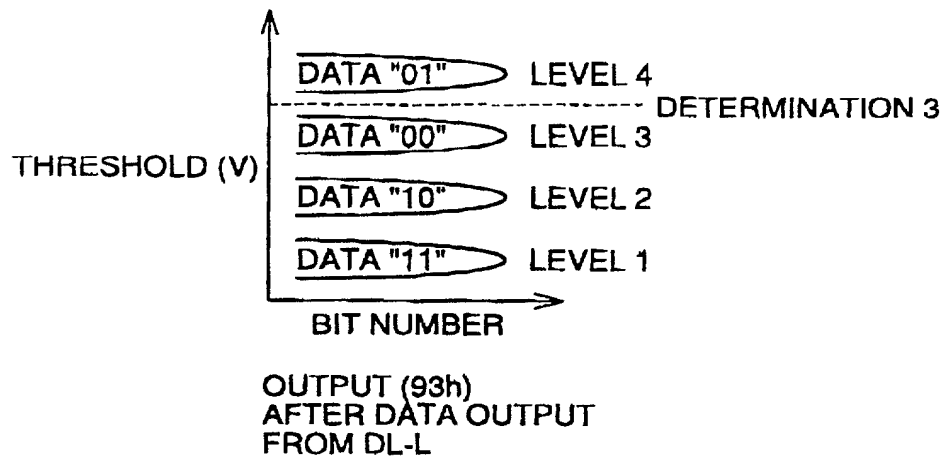 DATA "01" LEVEL 4
DETERMINATION 3
DATA "00" LEVEL 3
THRESHOLD (V)
DATA "10" LEVEL 2
DATA "11" LEVEL 1
BIT NUMBER
OUTPUT (93h)
AFTER DATA OUTPUT
FROM DL-L